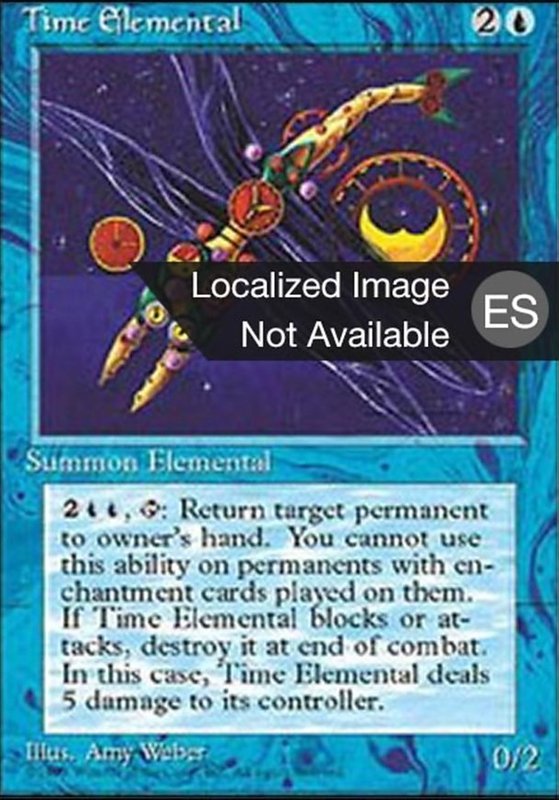 Time Elemental
2
Localized Image
Not Available
ES
Summon Elemental
2, : Return target permanent
to owner's hand. You cannot use
this ability on permanents with en-
chantment cards played on them.
If Time Elemental blocks or at-
tacks, destroy it at end of combat.
In this case, Time Elemental deals
5 damage to its controller.
Illus. Amy Weber
0/2